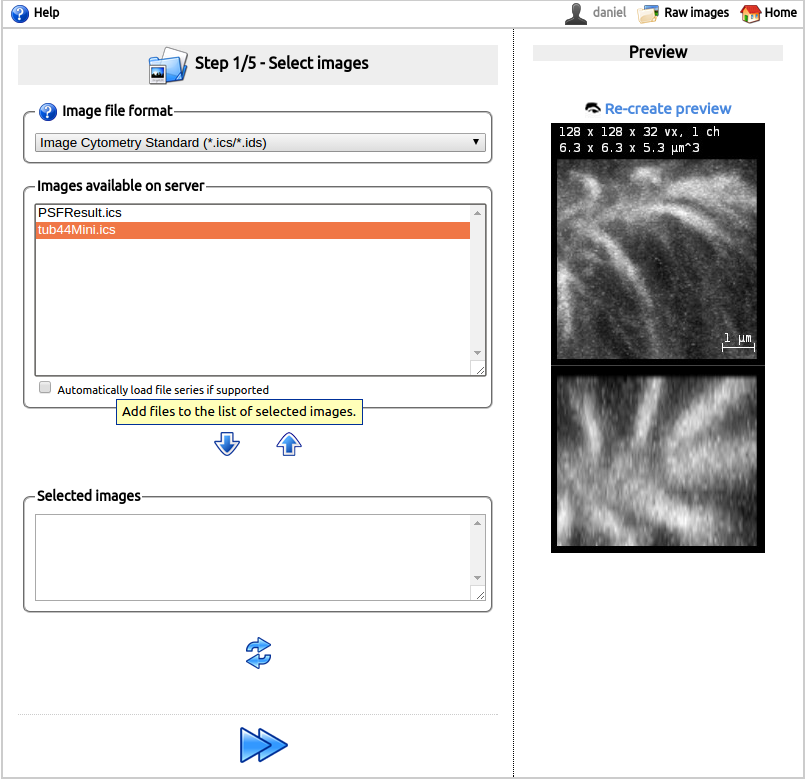 Help
daniel
Raw images
Home
Step 1/5 - Select images
Image file format
Image Cytometry Standard (*.ics/*.ids)
Images available on server
PSFResult.ics
tub44Mini.ics
Automatically load file series if supported
Add files to the list of selected images.
Selected images
Preview
Re-create preview
128 x 128 x 32 vx, 1 ch
6.3 x 6.3 x 5.3 µm^3
1 µm